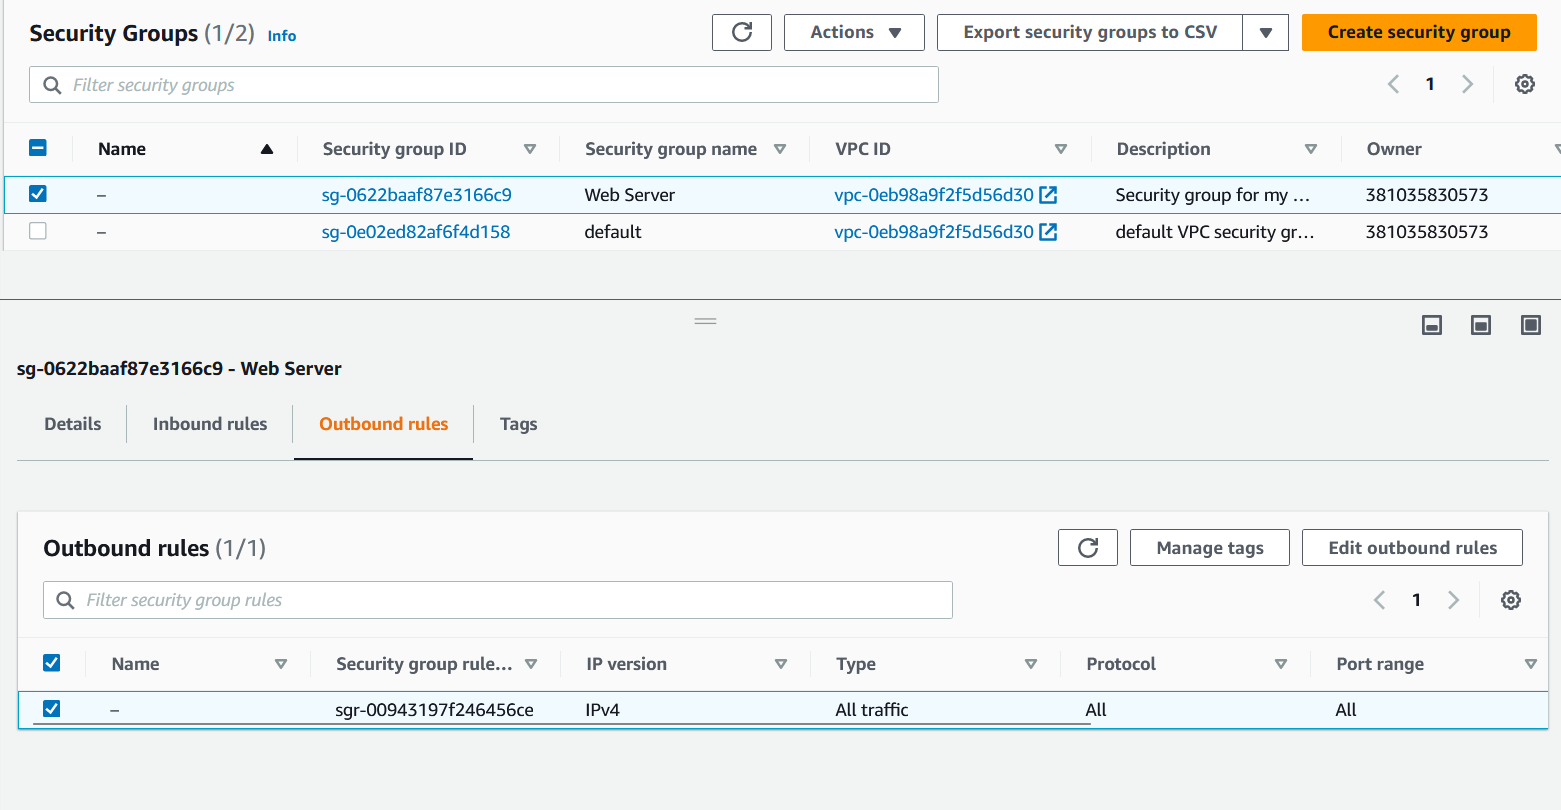 Security Groups (1/2) Info Actions Export security groups to CSV Create security group
Filter security groups 1
Name Security group ID Security group name VPC ID Description Owner
– sg-0622baaf87e3166c9 Web Server vpc-0eb98a9f2f5d56d30 Security group for my ... 381035830573
– sg-0e02ed82af6f4d158 default vpc-0eb98a9f2f5d56d30 default VPC security gr... 381035830573
sg-0622baaf87e3166c9 - Web Server
Details Inbound rules Outbound rules Tags
Outbound rules (1/1) Manage tags Edit outbound rules
Filter security group rules 1
Name Security group rule... IP version Type Protocol Port range
– sgr-00943197f246456ce IPv4 All traffic All All